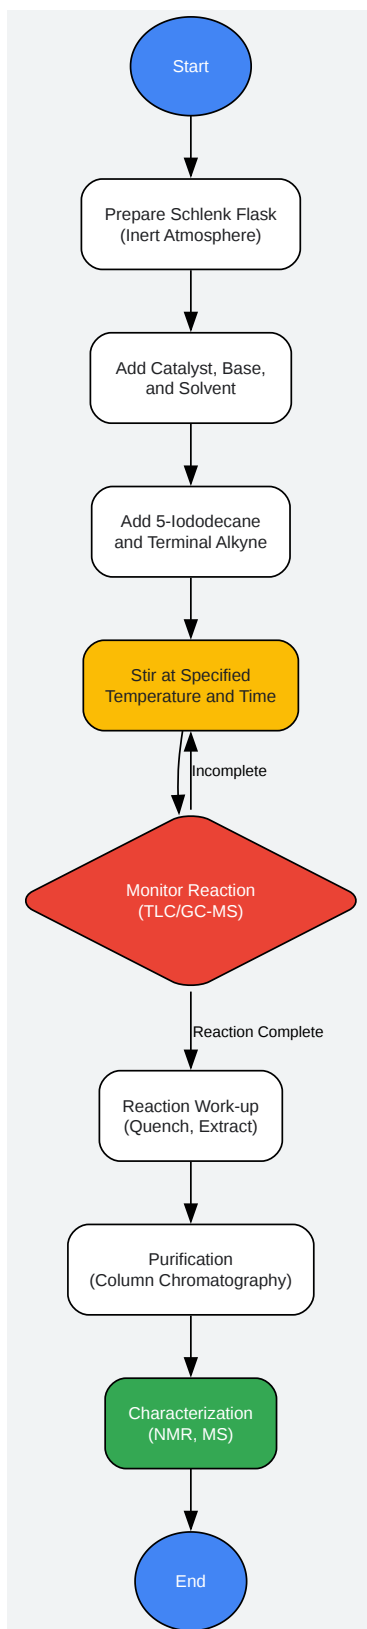 Start
Prepare Schlenk Flask
(Inert Atmosphere)
Add Catalyst, Base,
and Solvent
Add 5-Iododecane
and Terminal Alkyne
Stir at Specified
Temperature and Time
Incomplete
Monitor Reaction
(TLC/GC-MS)
Reaction Complete
Reaction Work-up
(Quench, Extract)
Purification
(Column Chromatography)
Characterization
(NMR, MS)
End